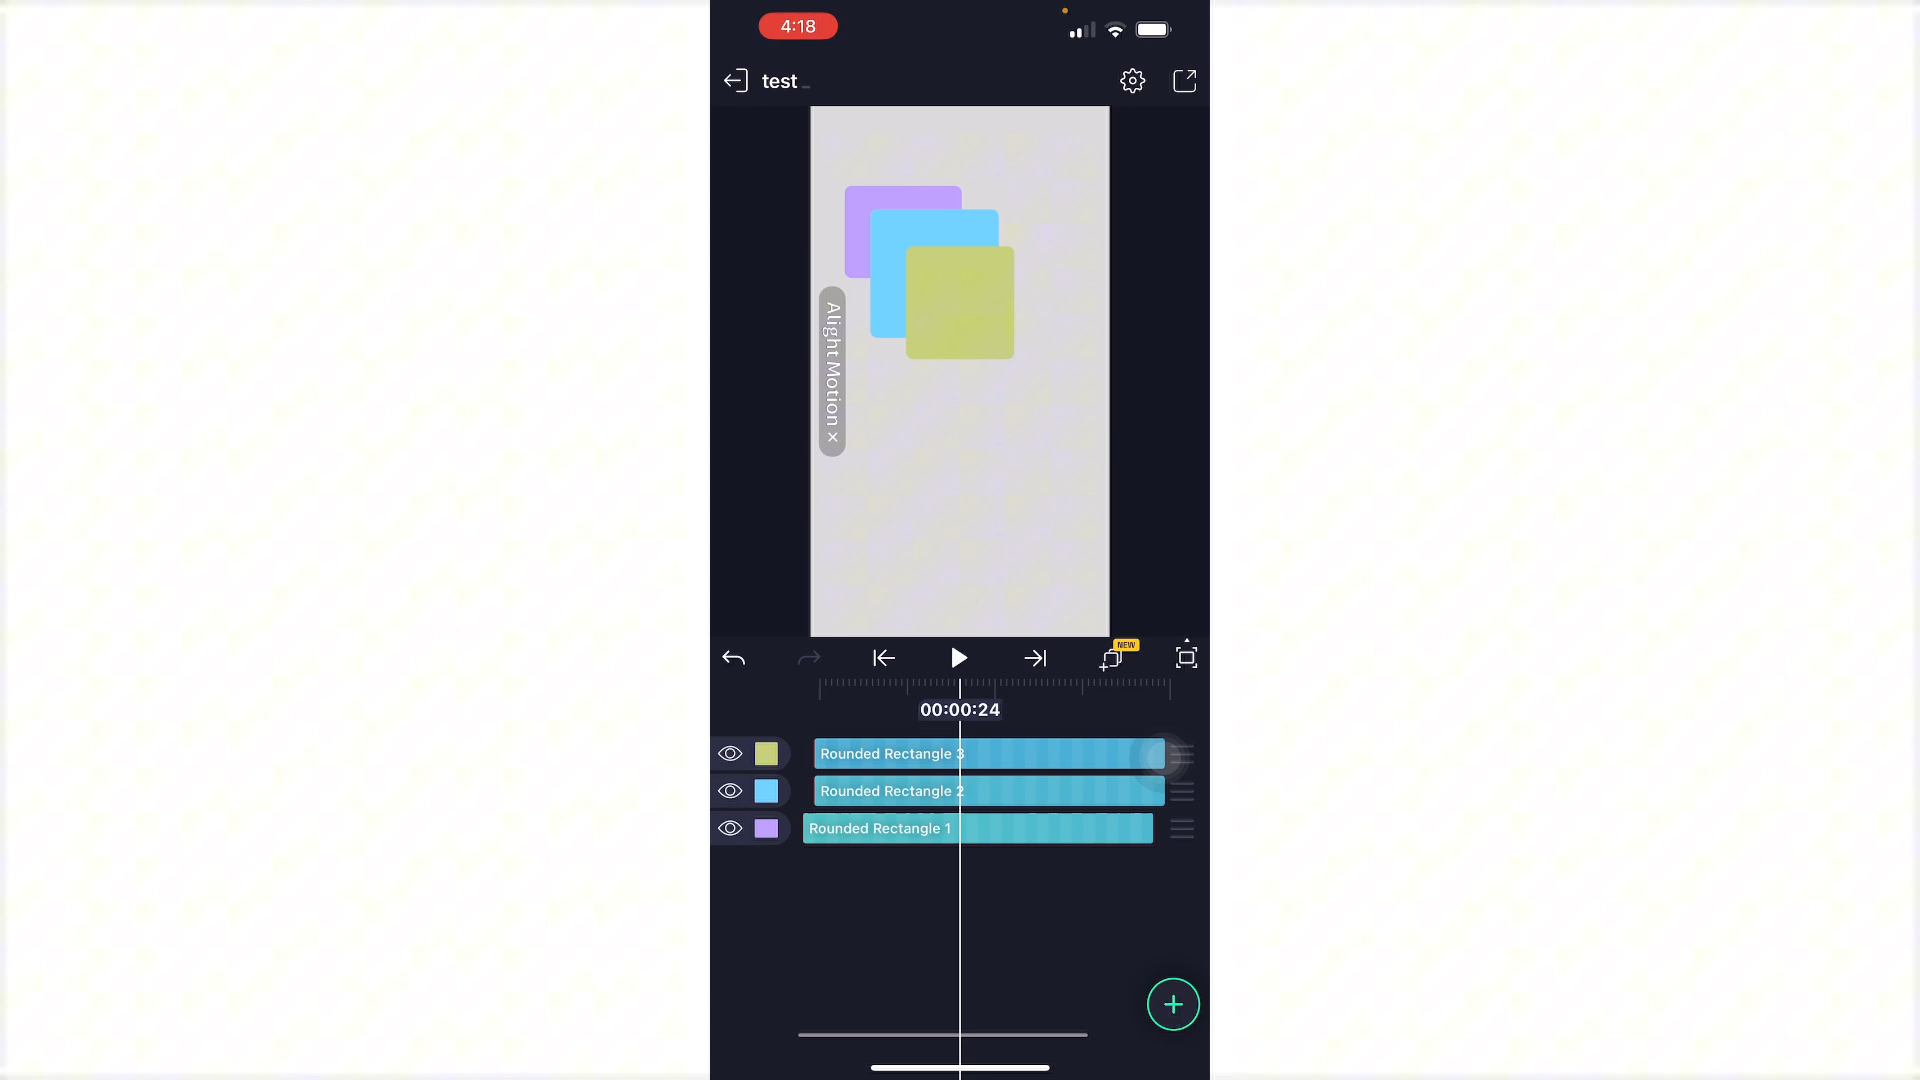 4:18
test
Alight Motion ×
NEW
00:00:24
Rounded Rectangle 3
Rounded Rectangle 2
Rounded Rectangle 1